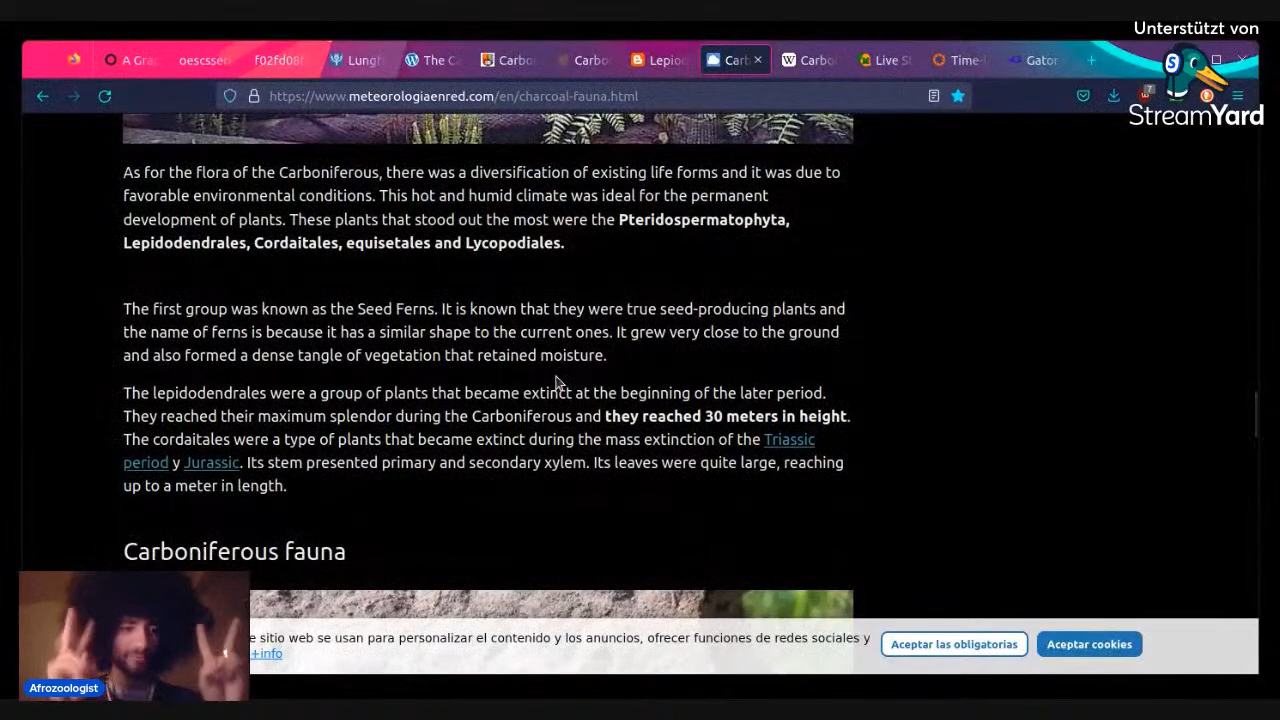 Unterstützt von
A Gra
oescsser
f02fd08f
Lungf
The C
Carbo
Carbo
Lepio
Carb
Carbo
Live S
Time-
Gator
https://www.meteorologiaenred.com/en/charcoal-fauna.html
7
StreamYard
As for the flora of the Carboniferous, there was a diversification of existing life forms and it was due to
favorable environmental conditions. This hot and humid climate was ideal for the permanent
development of plants. These plants that stood out the most were the Pteridospermatophyta,
Lepidodendrales, Cordaitales, equisetales and Lycopodiales.
The first group was known as the Seed Ferns. It is known that they were true seed-producing plants and
the name of ferns is because it has a similar shape to the current ones. It grew very close to the ground
and also formed a dense tangle of vegetation that retained moisture.
The lepidodendrales were a group of plants that became extinct at the beginning of the later period.
They reached their maximum splendor during the Carboniferous and they reached 30 meters in height.
The cordaitales were a type of plants that became extinct during the mass extinction of the Triassic
period y Jurassic. Its stem presented primary and secondary xylem. Its leaves were quite large, reaching
up to a meter in length.
Carboniferous fauna
e sitio web se usan para personalizar el contenido y los anuncios, ofrecer funciones de redes sociales y
+info
Aceptar las obligatorias
Aceptar cookies
Afrozoologist